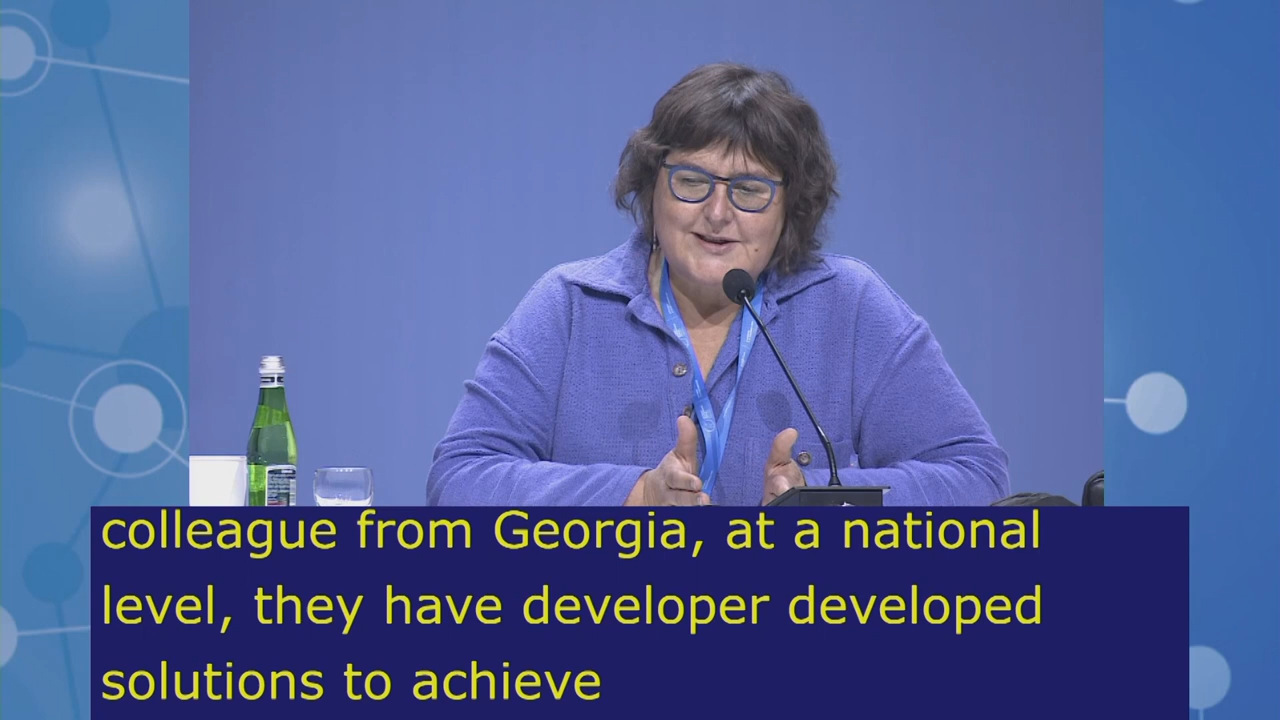 colleague from Georgia, at a national
level, they have developer developed
solutions to achieve